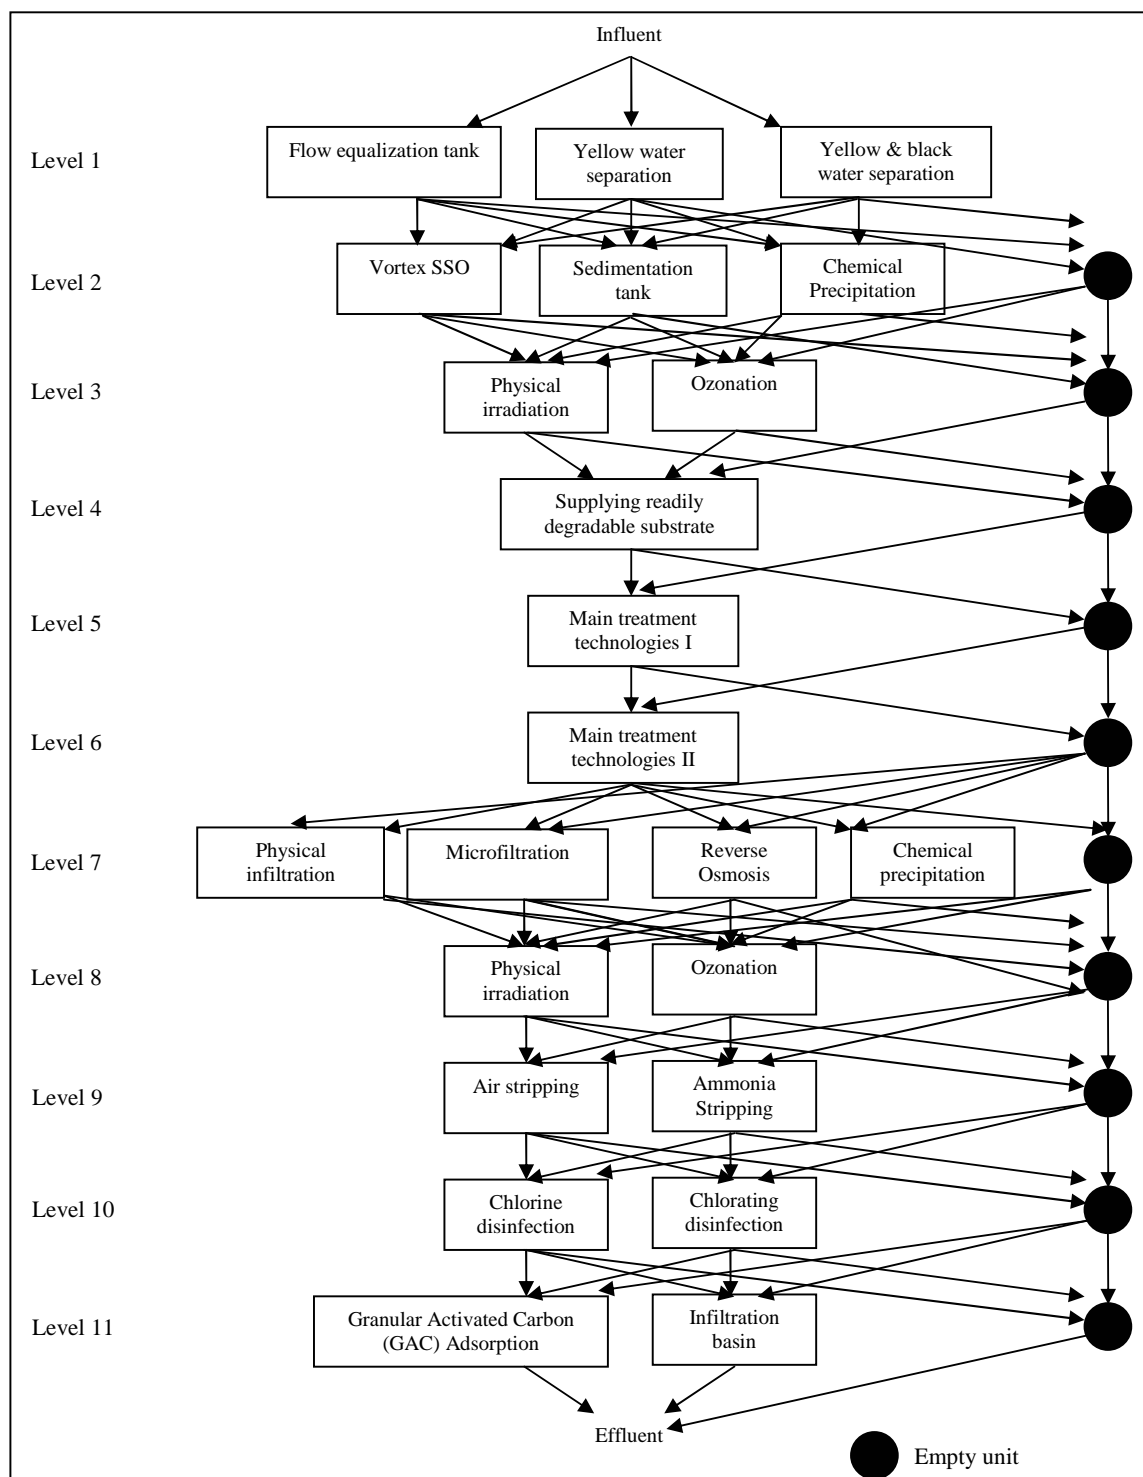 Influent
Level 1
Flow equalization tank
Yellow water
separation
Yellow & black
water separation
Level 2
Vortex SSO
Sedimentation
tank
Chemical
Precipitation
Level 3
Physical
irradiation
Ozonation
Level 4
Supplying readily
degradable substrate
Level 5
Main treatment
technologies I
Level 6
Main treatment
technologies II
Level 7
Physical
infiltration
Microfiltration
Reverse
Osmosis
Chemical
precipitation
Level 8
Physical
irradiation
Ozonation
Level 9
Air stripping
Ammonia
Stripping
Level 10
Chlorine
disinfection
Chlorating
disinfection
Level 11
Granular Activated Carbon
(GAC) Adsorption
Infiltration
basin
Effluent
Empty unit